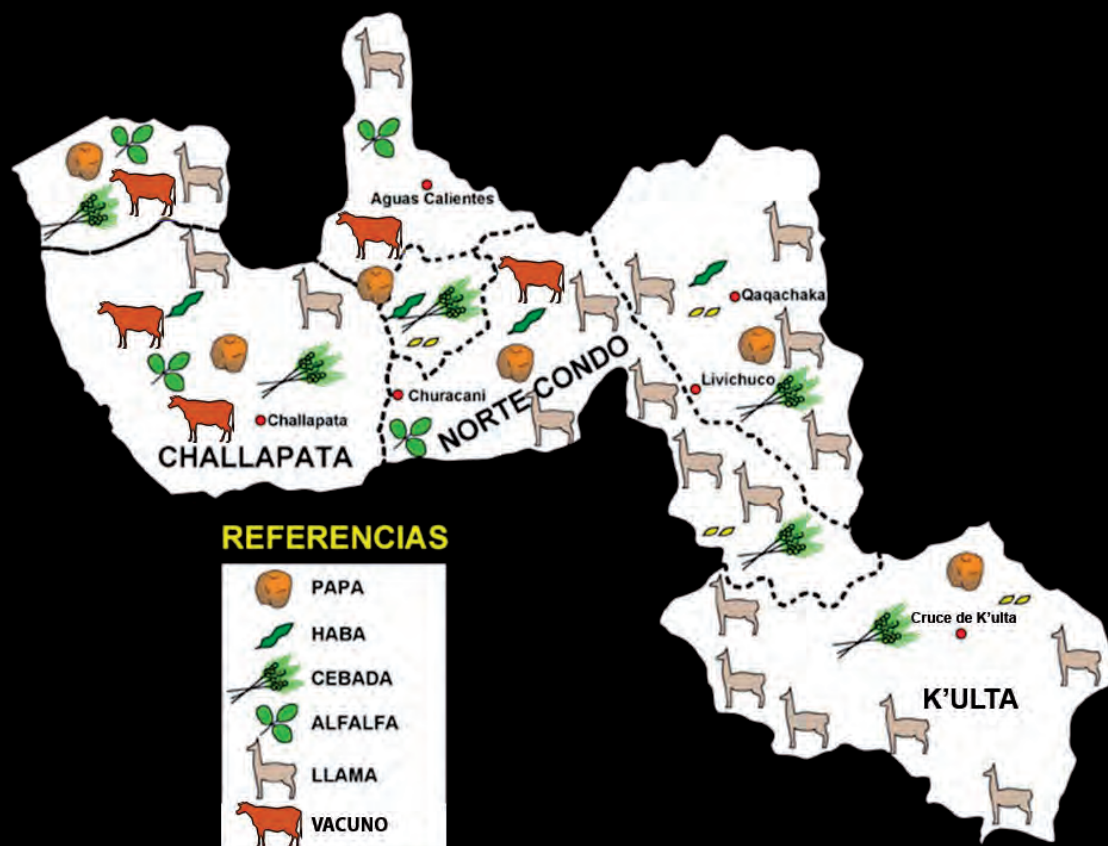 Aguas Calientes
Qaqachaka
Livichuco
Churacani
NORTE CONDO
Challapata
CHALLAPATA
Cruce de K'ulta
K'ULTA
REFERENCIAS
PAPA
HABA
CEBADA
ALFALFA
LLAMA
VACUNO